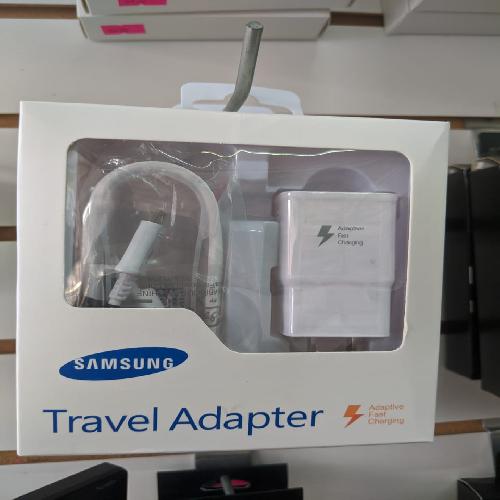 Adaptive
Fast
Charging
SAMSUNG
Travel Adapter
Adaptive
Fast
Charging